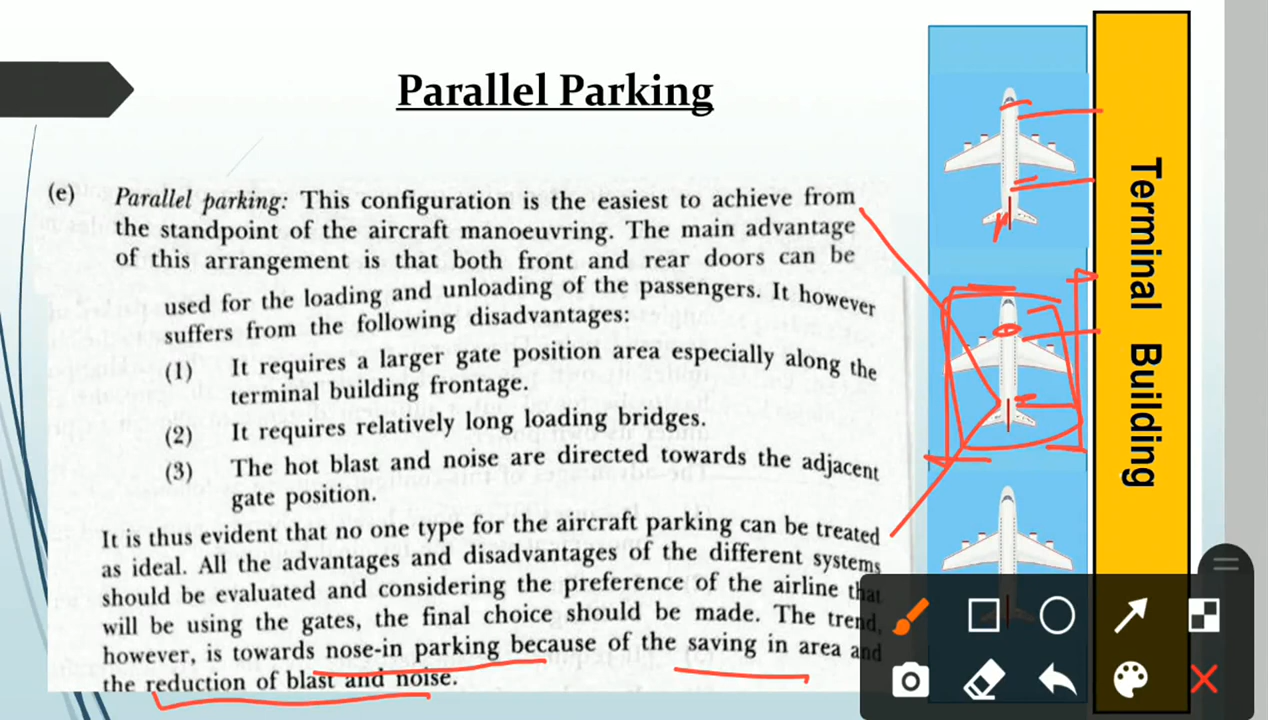 Parallel Parking
(e) Parallel parking: This configuration is the easiest to achieve from
the standpoint of the aircraft manoeuvring. The main advantage
of this arrangement is that both front and rear doors can be
used for the loading and unloading of the passengers. It however
suffers from the following disadvantages:
(1) It requires a larger gate position area especially along the
terminal building frontage.
(2) It requires relatively long loading bridges.
(3) The hot blast and noise are directed towards the adjacent
gate position.
It is thus evident that no one type for the aircraft parking can be treated
as ideal. All the advantages and disadvantages of the different systems
should be evaluated and considering the preference of the airline that
will be using the gates, the final choice should be made. The trend,
however, is towards nose-in parking because of the saving in area and
the reduction of blast and noise.
Terminal Building